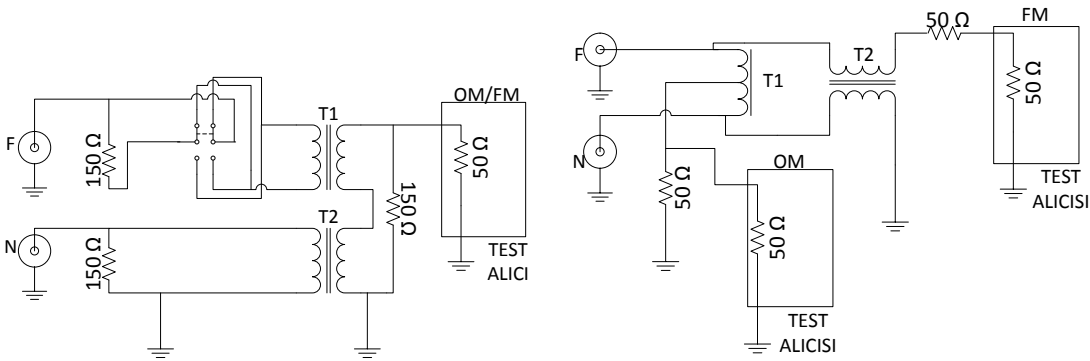 F
150 Ω
N
150 Ω
T1
T2
150 Ω
OM/FM
50 Ω
TEST
ALICI
F
N
T1
50 Ω
OM
50 Ω
TEST
ALICISI
T2
50 Ω
FM
50 Ω
TEST
ALICISI